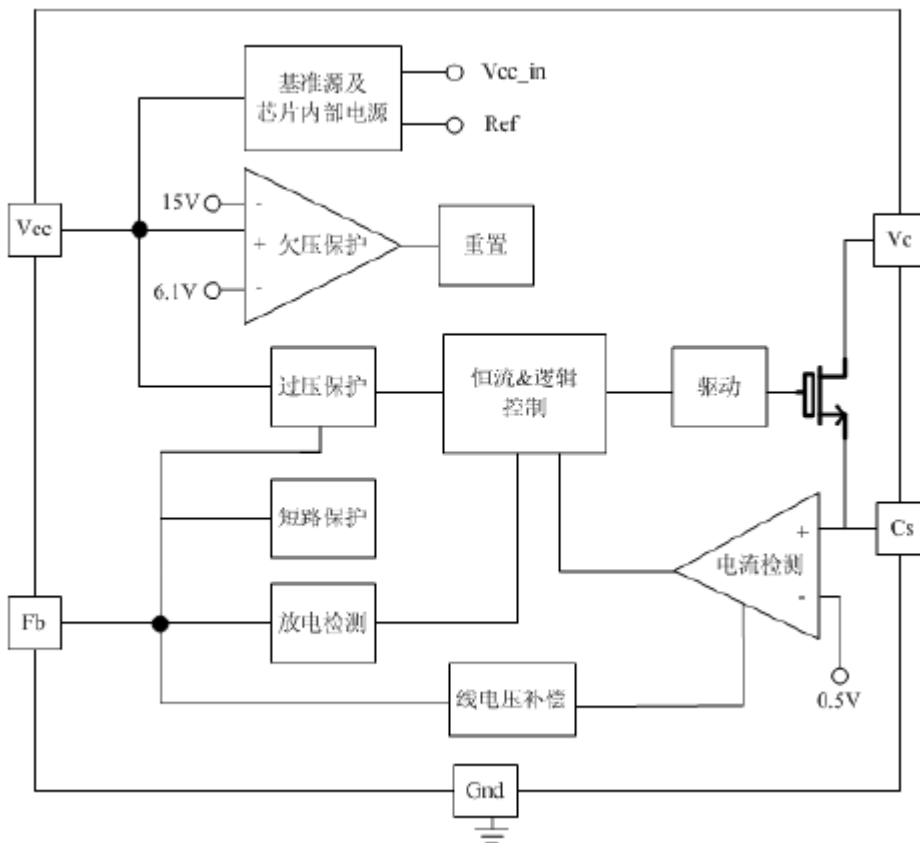 基准源及
芯片内部电源
Vcc_in
Ref
15V
-
Vcc
+
欠压保护
重置
Vc
6.1V
-
过压保护
恒流&逻辑
控制
驱动
短路保护
+
Cs
电流检测
-
Fb
放电检测
线电压补偿
0.5V
Gnd